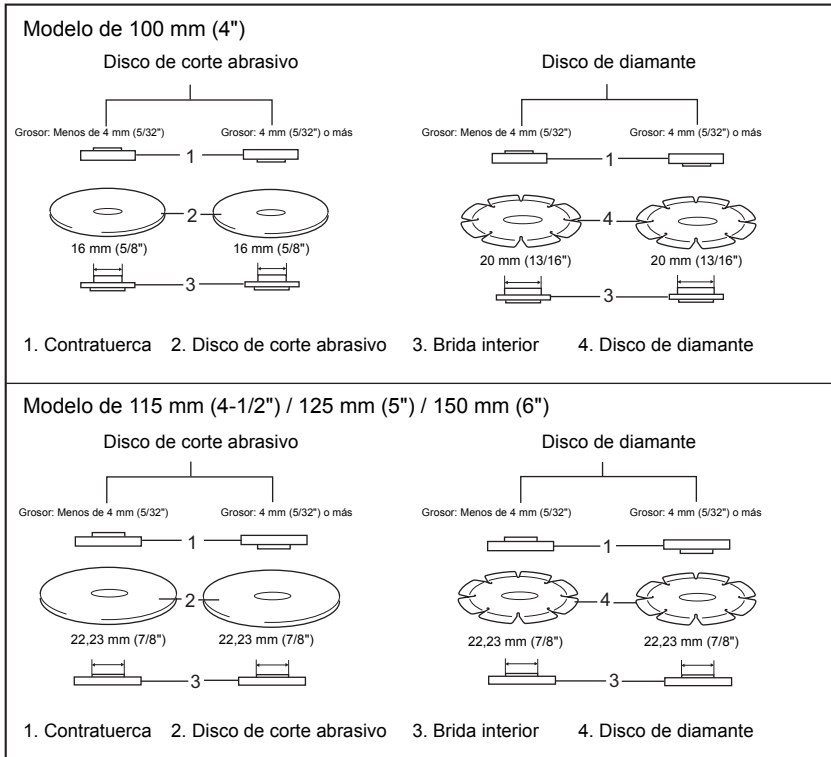 Modelo de 100 mm (4")
Disco de corte abrasivo Disco de diamante
Grosor: Menos de 4 mm (5/32") Grosor: 4 mm (5/32") o más Grosor: Menos de 4 mm (5/32") Grosor: 4 mm (5/32") o más
1 1
2 4
16 mm (5/8") 16 mm (5/8") 20 mm (13/16") 20 mm (13/16")
3 3
1. Contratuerca 2. Disco de corte abrasivo 3. Brida interior 4. Disco de diamante
Modelo de 115 mm (4-1/2") / 125 mm (5") / 150 mm (6")
Disco de corte abrasivo Disco de diamante
Grosor: Menos de 4 mm (5/32") Grosor: 4 mm (5/32") o más Grosor: Menos de 4 mm (5/32") Grosor: 4 mm (5/32") o más
1 1
2 4
22,23 mm (7/8") 22,23 mm (7/8") 22,23 mm (7/8") 22,23 mm (7/8")
3 3
1. Contratuerca 2. Disco de corte abrasivo 3. Brida interior 4. Disco de diamante